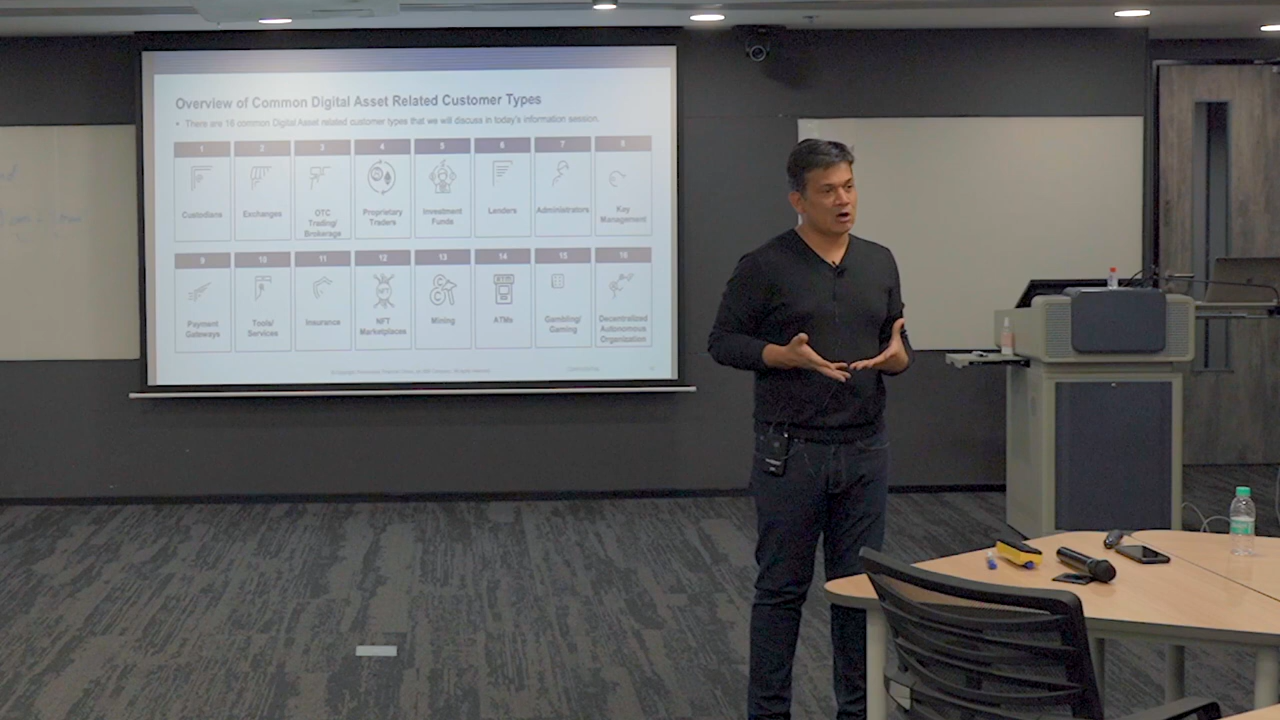 Overview of Common Digital Asset Related Customer Types
• There are 16 common Digital Asset related customer types that we will discuss in today's information session.
1 2 3 4 5 6 7 8
Custodians
Exchanges
OTC
Trading/
Brokerage
Proprietary
Traders
Investment
Funds
Lenders
Administrators
Key
Management
9 10 11 12 13 14 15 16
Payment
Gateways
Tools/
Services
Insurance
NFT
NFT
Marketplaces
Mining
ATMs
Gambling/
Gaming
Decentralized
Autonomous
Organization